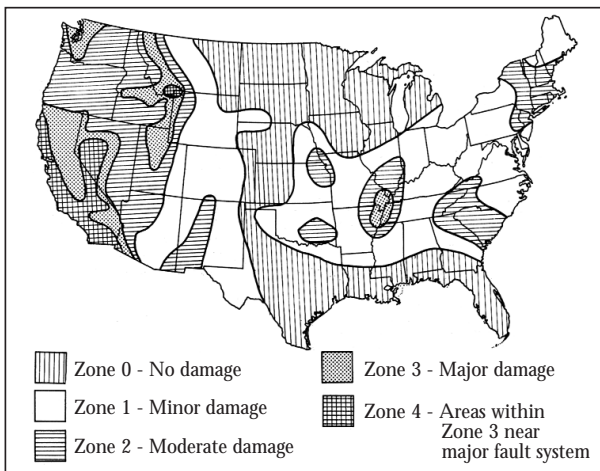 Zone 0 - No damage
Zone 1 - Minor damage
Zone 2 - Moderate damage
Zone 3 - Major damage
Zone 4 - Areas within
Zone 3 near
major fault system